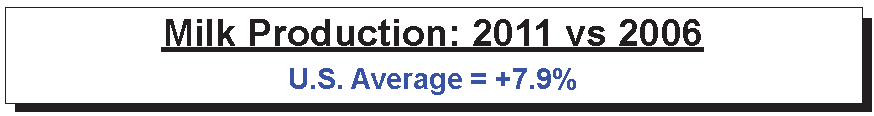 Milk Production: 2011 vs 2006
U.S. Average = +7.9%